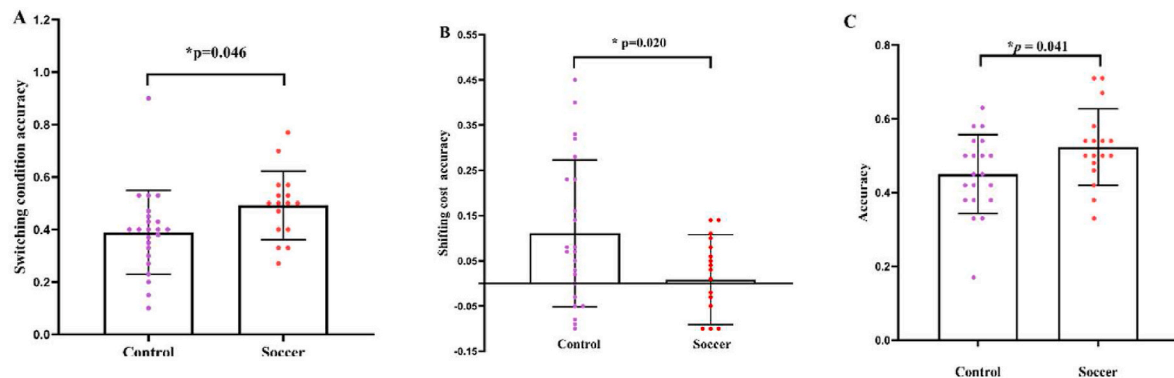 A
*p=0.046
Switching condition accuracy
1.2
1.0
0.8
0.6
0.4
0.2
0.0
Control Soccer
B
* p=0.020
Shifting cost accuracy
0.55
0.45
0.35
0.25
0.15
0.05
-0.05
-0.15
Control Soccer
C
*p = 0.041
Accuracy
0.8
0.6
0.4
0.2
0.0
Control Soccer